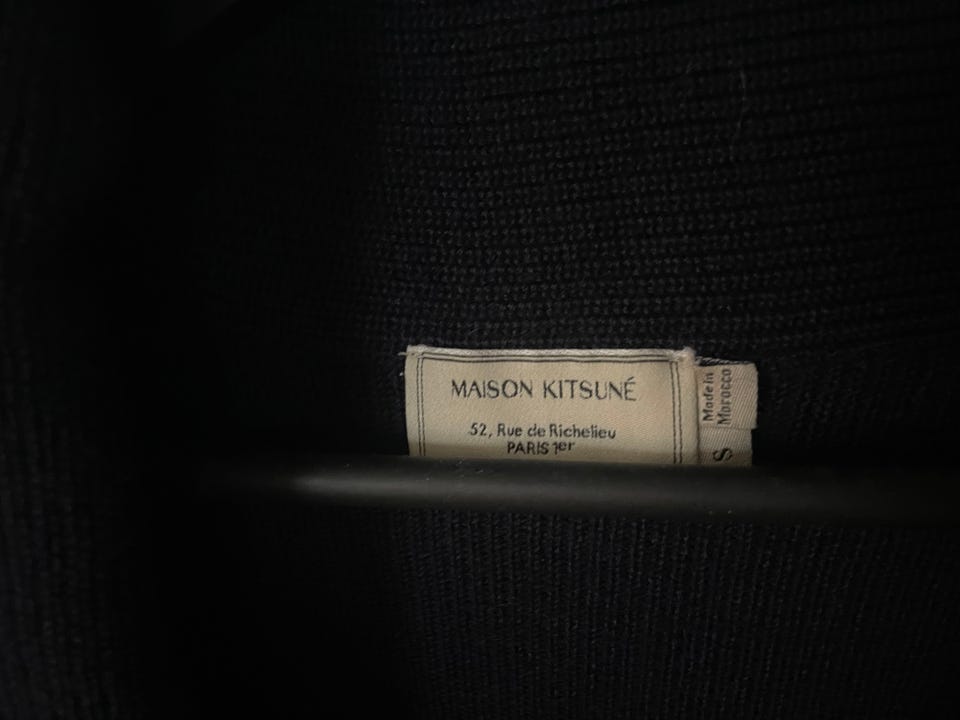 MAISON KITSUNÉ
52, Rue de Richelieu
PARIS 1er
Made in
Morocco
S